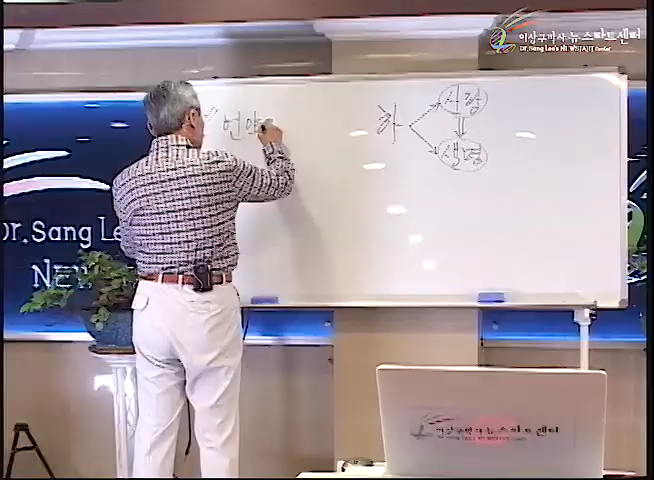 이상구박사 뉴스타트센터
Dr. Sang Lee's NEWSTART Center
언약
사랑
생명
Dr.Sang Le
NEW
이상구박사 뉴스타트센터